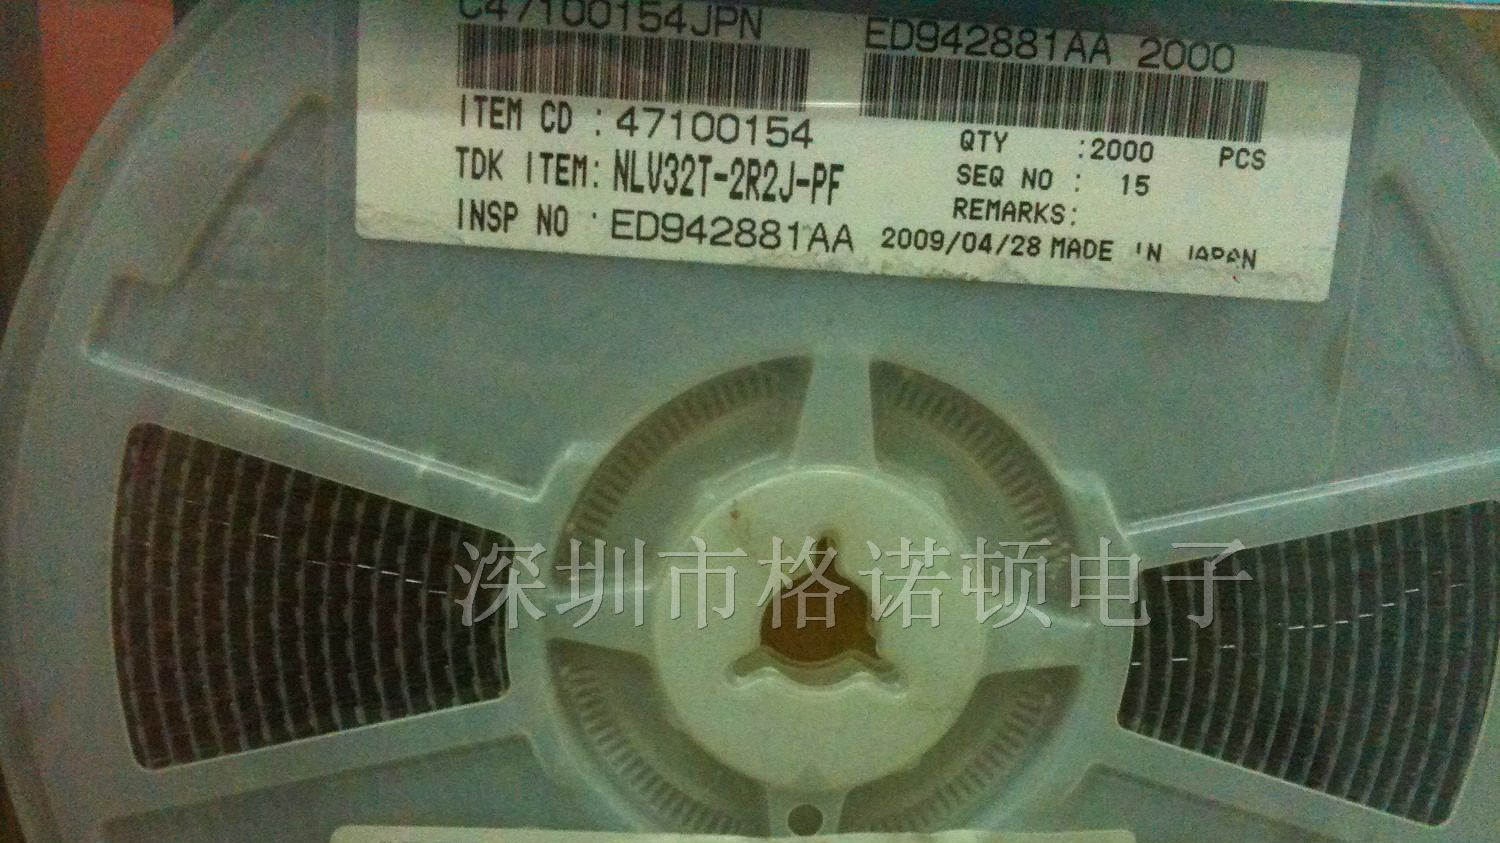 C47100154JPN ED942881AA 2000
ITEM CD : 47100154 QTY :2000 PCS
TDK ITEM: NLV32T-2R2J-PF SEQ NO : 15
REMARKS:
INSP NO : ED942881AA 2009/04/28 MADE IN JAPAN
深圳市格诺顿电子